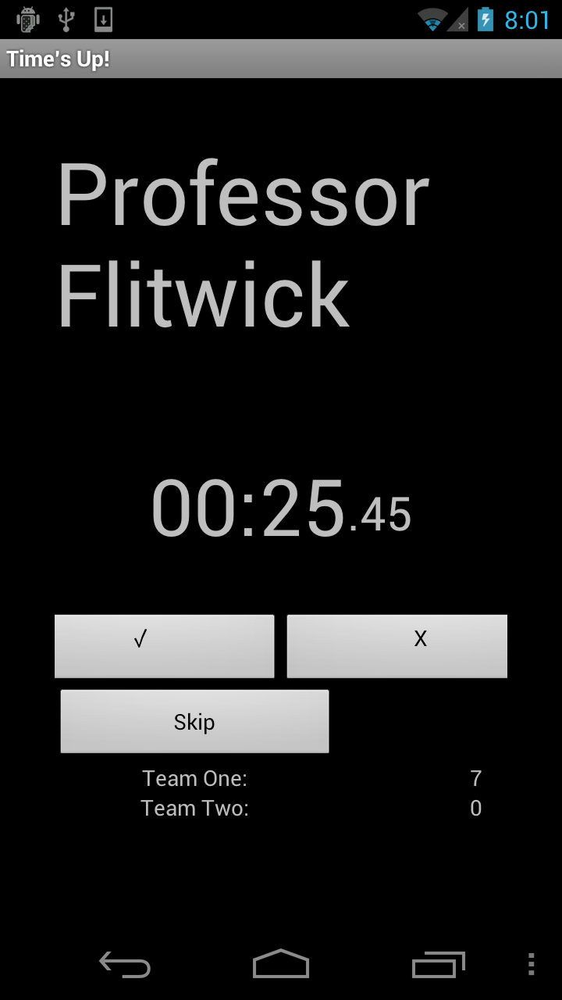 8:01
Time's Up!
Professor
Flitwick
00:25.45
√ X
Skip
Team One: 7
Team Two: 0